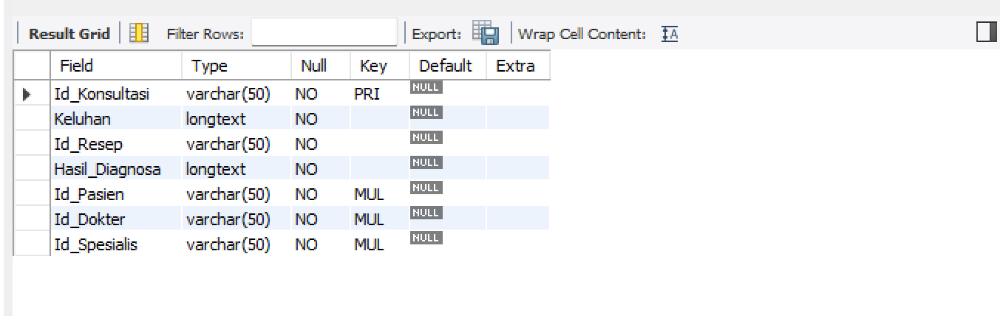 Result Grid Filter Rows: Export: Wrap Cell Content: IA
Field Type Null Key Default Extra
Id_Konsultasi varchar(50) NO PRI NULL
Keluhan longtext NO NULL
Id_Resep varchar(50) NO NULL
Hasil_Diagnosa longtext NO NULL
Id_Pasien varchar(50) NO MUL NULL
Id_Dokter varchar(50) NO MUL NULL
Id_Spesialis varchar(50) NO MUL NULL